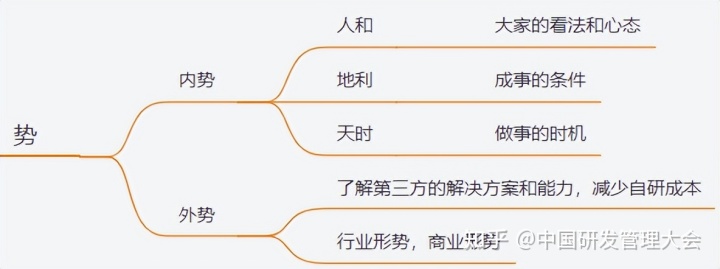 势
内势
人和 大家的看法和心态
地利 成事的条件
天时 做事的时机
外势
了解第三方的解决方案和能力，减少自研成本
行业形势，商业形势
知乎 @中国研发管理大会